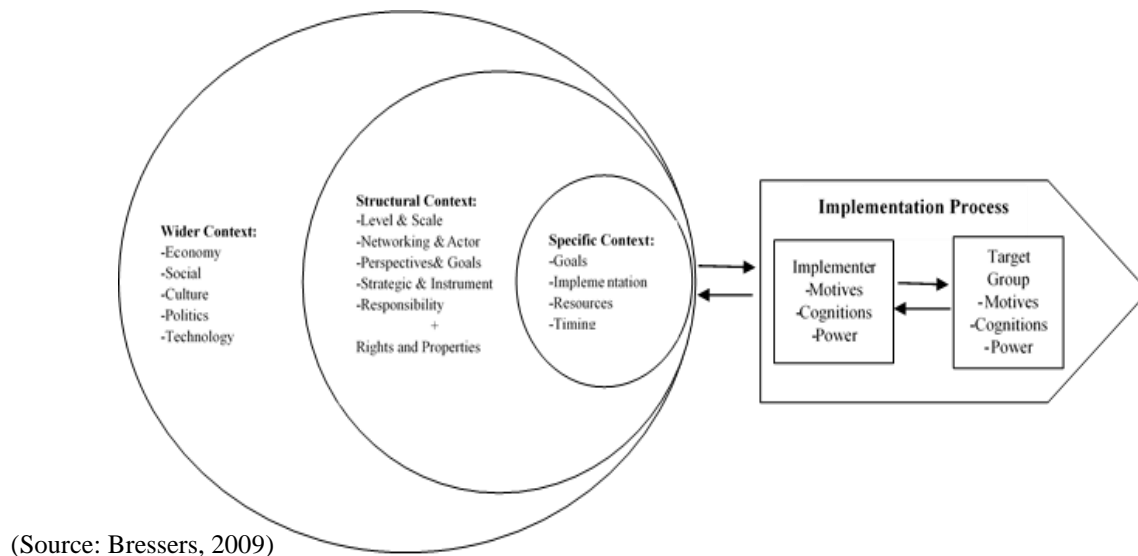 Wider Context:
-Economy
-Social
-Culture
-Politics
-Technology
Structural Context:
-Level & Scale
-Networking & Actor
-Perspectives& Goals
-Strategic & Instrument
-Responsibility
+
Rights and Properties
Specific Context:
-Goals
-Implementation
-Resources
-Timing
Implementation Process
Implementer
-Motives
-Cognitions
-Power
Target
Group
-Motives
-Cognitions
-Power
(Source: Bressers, 2009)